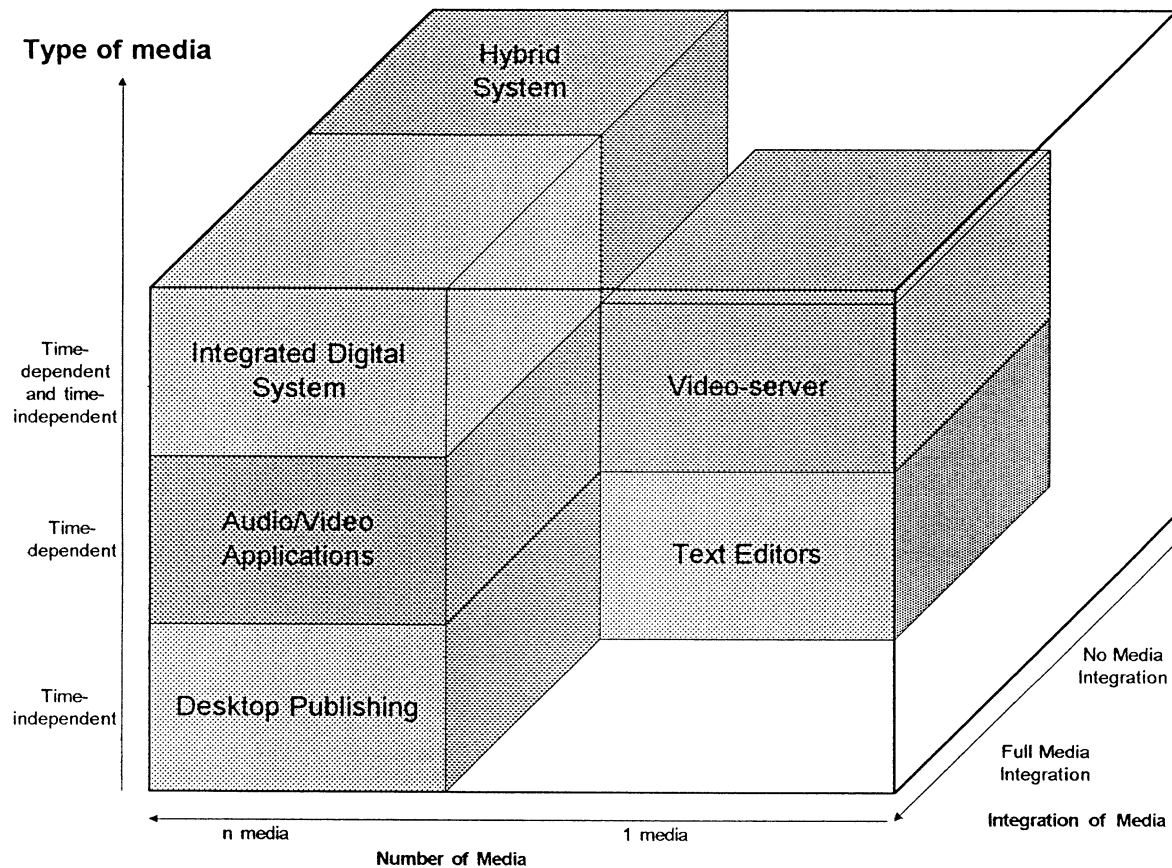 Type of media
Hybrid
System
Time-
dependent
and time-
independent
Integrated Digital
System
Video-server
Time-
dependent
Audio/Video
Applications
Text Editors
Time-
independent
Desktop Publishing
No Media
Integration
Full Media
Integration
Integration of Media
n media
1 media
Number of Media